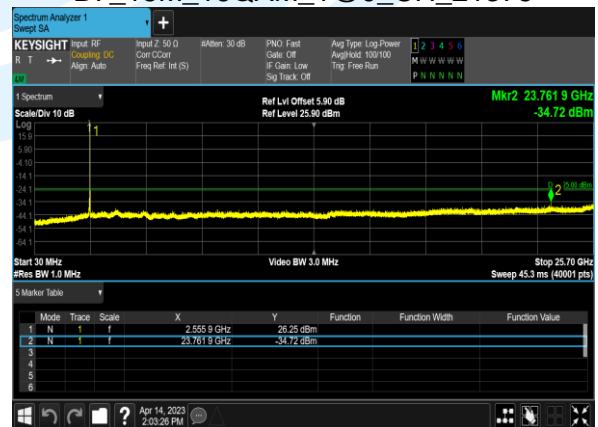 Spectrum Analyzer 1
Swept SA
KEYSIGHT Input: RF Input Z: 50 Ω #Atten: 30 dB PNO: Fast Avg Type: Log-Power 1 2 3 4 5 6
R T Coupling: DC Corr CCorr Gate: Off Avg|Hold: 100/100 M W W W W W
Align: Auto Freq Ref: Int (S) IF Gain: Low Trig: Free Run
LV Sig Track: Off P N N N N N
1 Spectrum Ref Lvl Offset 5.90 dB Mkr2 23.761 9 GHz
Scale/Div 10 dB Ref Level 25.90 dBm -34.72 dBm
Log
15.9 1
5.90
-4.10
-14.1
-24.1 2
-34.1
-44.1
-54.1
-64.1
Start 30 MHz Video BW 3.0 MHz Stop 25.70 GHz
#Res BW 1.0 MHz Sweep 45.3 ms (40001 pts)
5 Marker Table
Mode Trace Scale X Y Function Function Width Function Value
1 N 1 f 2.555 9 GHz 26.25 dBm
2 N 1 f 23.761 9 GHz -34.72 dBm
3
4
5
6
? Apr 14, 2023
2:03:26 PM